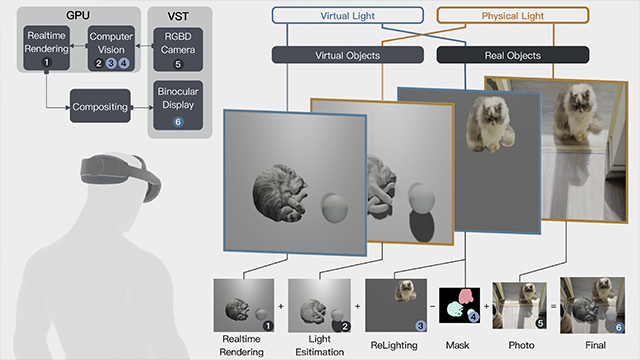 GPU
VST
Realtime
Rendering
1
Computer
Vision
2 3 4
RGBD
Camera
5
Compositing
Binocular
Display
6
Virtual Light
Physical Light
Virtual Objects
Real Objects
1 + 2 + 3 − 4 + 5 = 6
Realtime
Rendering
Light
Esitimation
ReLighting
Mask
Photo
Final